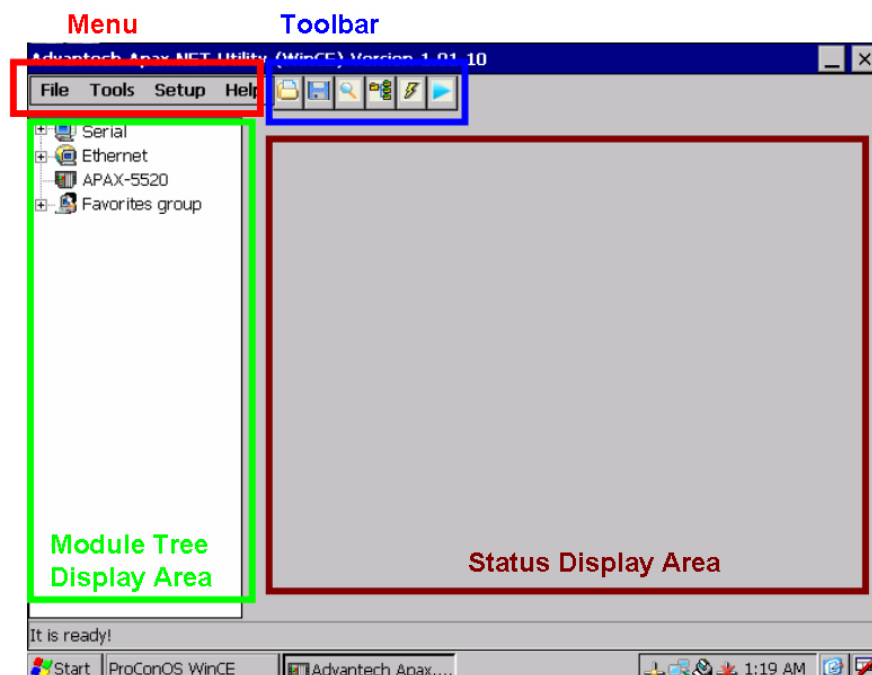 Menu Toolbar
Advantech Apax.NET Utility (WinCE) Version 1.01.10
File Tools Setup Help
Serial
Ethernet
APAX-5520
Favorites group
Module Tree
Display Area
Status Display Area
It is ready!
Start ProConOS WinCE Advantech Apax.... 1:19 AM